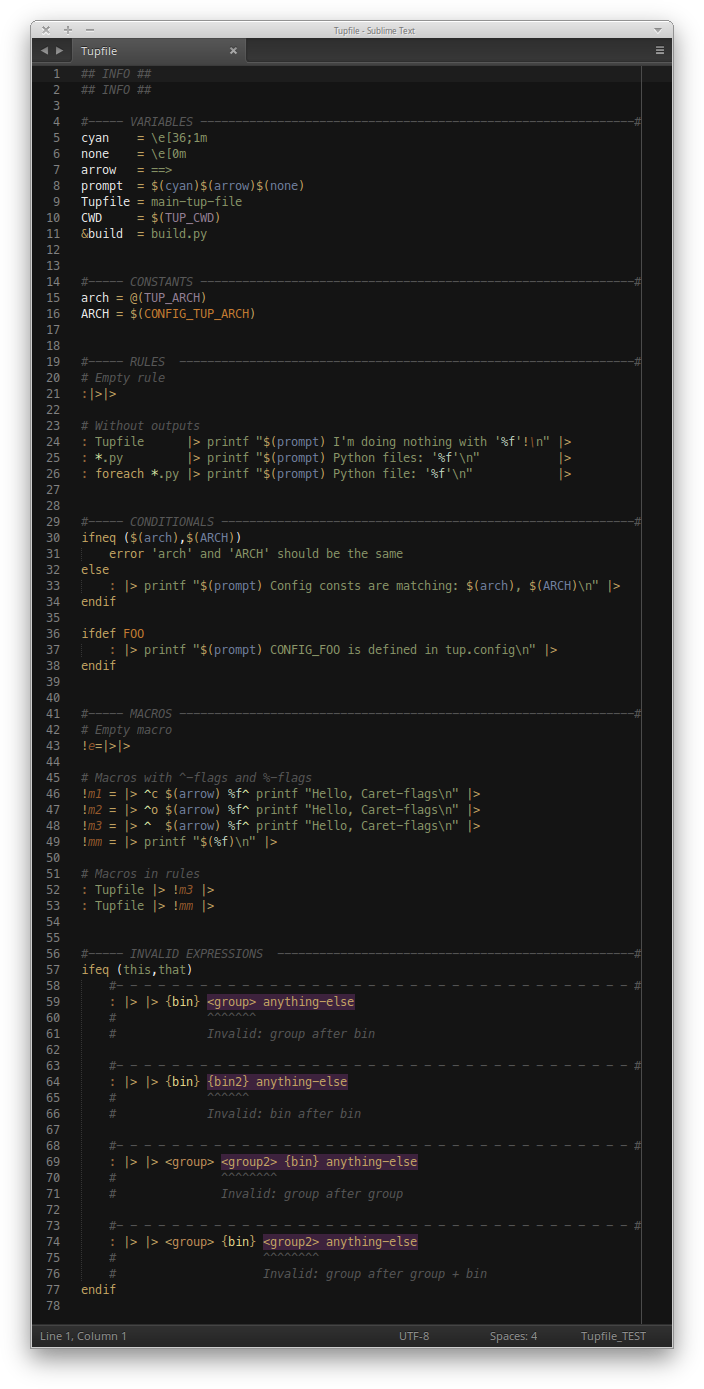 Tupfile - Sublime Text
Tupfile
1 ## INFO ##
2 ## INFO ##
3
4 #----- VARIABLES --------------------------------------------------------------#
5 cyan    = \e[36;1m
6 none    = \e[0m
7 arrow   = ==>
8 prompt  = $(cyan)$(arrow)$(none)
9 Tupfile = main-tup-file
10 CWD     = $(TUP_CWD)
11 &build  = build.py
12
13
14 #----- CONSTANTS --------------------------------------------------------------#
15 arch = @(TUP_ARCH)
16 ARCH = $(CONFIG_TUP_ARCH)
17
18
19 #----- RULES  -----------------------------------------------------------------#
20 # Empty rule
21 :|>|>
22
23 # Without outputs
24 : Tupfile      |> printf "$(prompt) I'm doing nothing with '%f'!\n" |>
25 : *.py         |> printf "$(prompt) Python files: '%f'\n"           |>
26 : foreach *.py |> printf "$(prompt) Python file: '%f'\n"            |>
27
28
29 #----- CONDITIONALS -----------------------------------------------------------#
30 ifneq ($(arch),$(ARCH))
31     error 'arch' and 'ARCH' should be the same
32 else
33     : |> printf "$(prompt) Config consts are matching: $(arch), $(ARCH)\n" |>
34 endif
35
36 ifdef FOO
37     : |> printf "$(prompt) CONFIG_FOO is defined in tup.config\n" |>
38 endif
39
40
41 #----- MACROS -----------------------------------------------------------------#
42 # Empty macro
43 !e=|>|>
44
45 # Macros with ^-flags and %-flags
46 !m1 = |> ^c $(arrow) %f^ printf "Hello, Caret-flags\n" |>
47 !m2 = |> ^o $(arrow) %f^ printf "Hello, Caret-flags\n" |>
48 !m3 = |> ^  $(arrow) %f^ printf "Hello, Caret-flags\n" |>
49 !mm = |> printf "$(%f)\n" |>
50
51 # Macros in rules
52 : Tupfile |> !m3 |>
53 : Tupfile |> !mm |>
54
55
56 #----- INVALID EXPRESSIONS  ---------------------------------------------------#
57 ifeq (this,that)
58     #- - - - - - - - - - - - - - - - - - - - - - - - - - - - - - - - - - - - - #
59     : |> |> {bin} <group> anything-else
60     #             ^^^^^^^
61     #             Invalid: group after bin
62
63     #- - - - - - - - - - - - - - - - - - - - - - - - - - - - - - - - - - - - - #
64     : |> |> {bin} {bin2} anything-else
65     #             ^^^^^^
66     #             Invalid: bin after bin
67
68     #- - - - - - - - - - - - - - - - - - - - - - - - - - - - - - - - - - - - - #
69     : |> |> <group> <group2> {bin} anything-else
70     #               ^^^^^^^^
71     #               Invalid: group after group
72
73     #- - - - - - - - - - - - - - - - - - - - - - - - - - - - - - - - - - - - - #
74     : |> |> <group> {bin} <group2> anything-else
75     #                     ^^^^^^^^
76     #                     Invalid: group after group + bin
77 endif
78
Line 1, Column 1 UTF-8 Spaces: 4 Tupfile_TEST